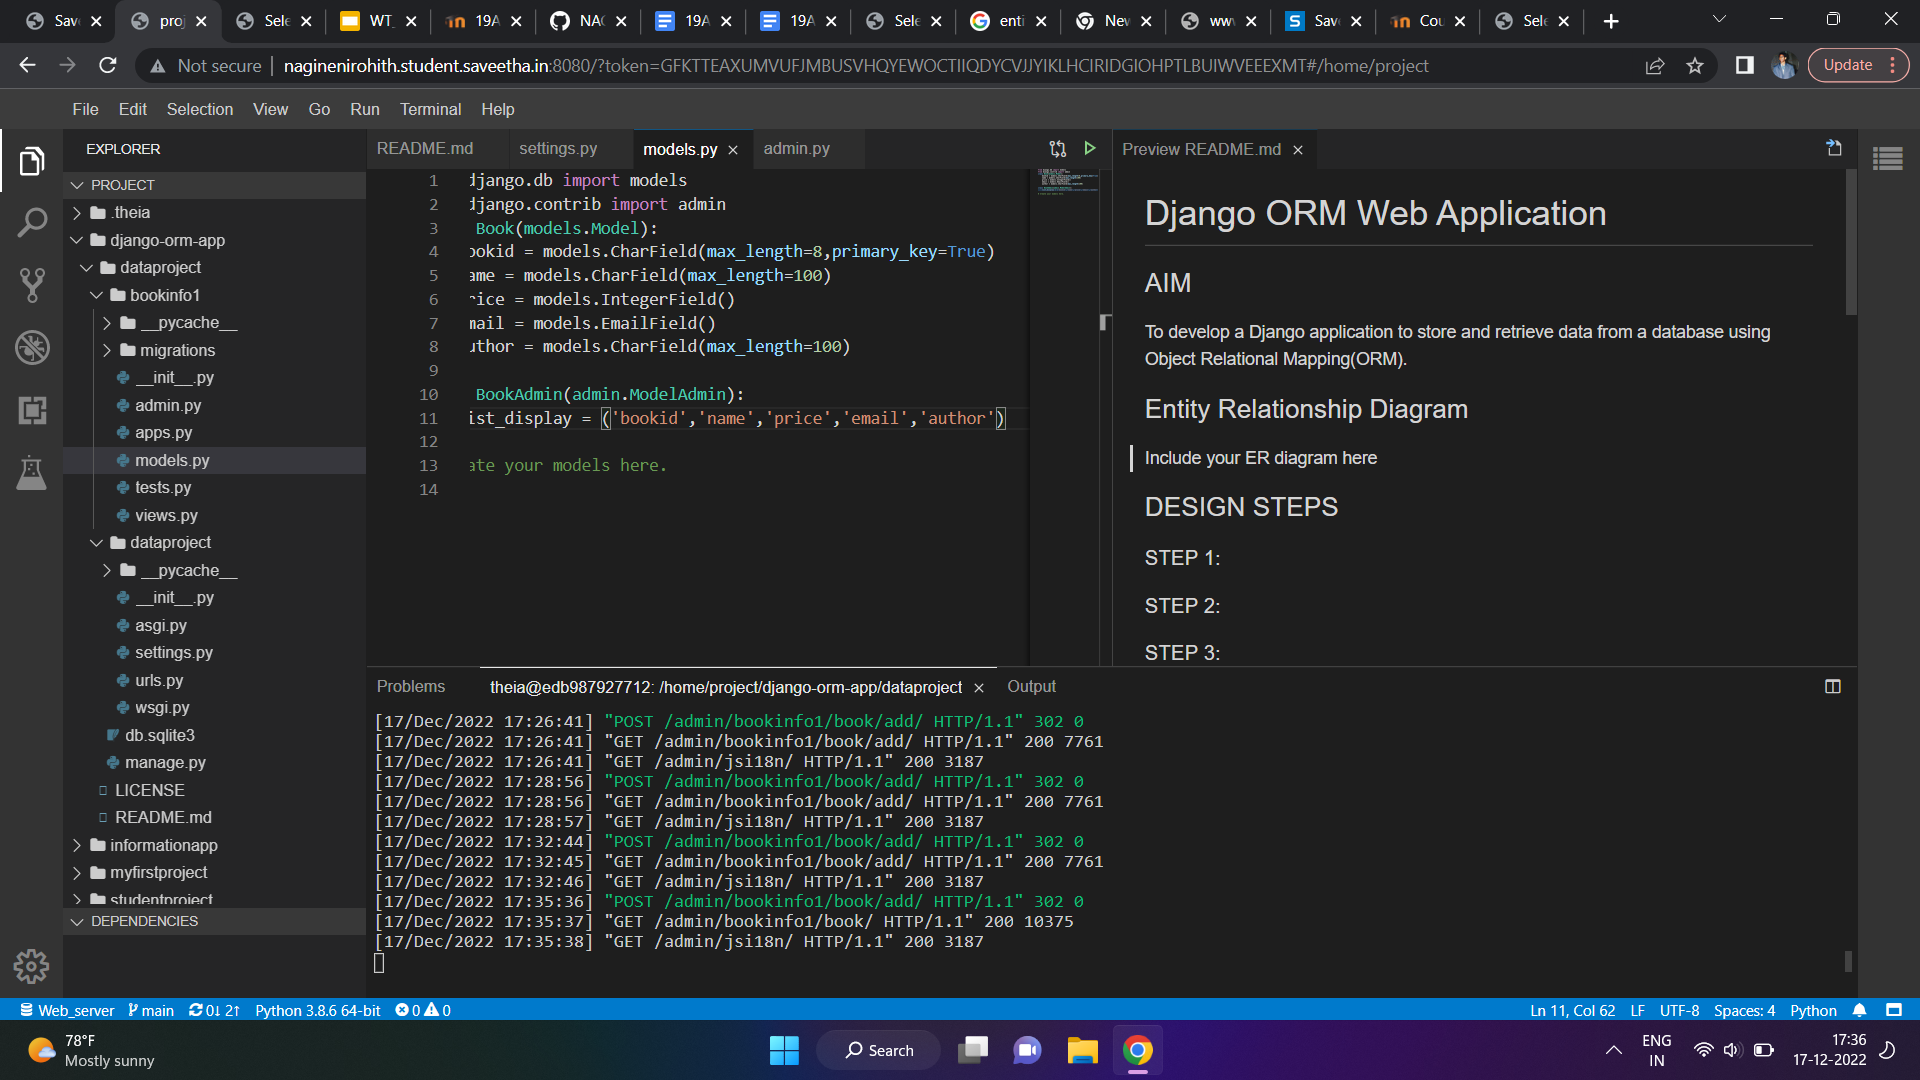 Sav
proj
Sele
WT_
19A
NAG
19A
19A
Sele
enti
New
www
Sav
Cou
Sele
Not secure
naginenirohith.student.saveetha.in:8080/?token=GFKTTEAXUMVUFJMBUSVHQYEWOCTIIQDYCVJJYIKLHCIRIDGIOHPTLBUIWVEEEXMT#/home/project
Update
File Edit Selection View Go Run Terminal Help
EXPLORER
PROJECT
.theia
django-orm-app
dataproject
bookinfo1
__pycache__
migrations
__init__.py
admin.py
apps.py
models.py
tests.py
views.py
dataproject
__pycache__
__init__.py
asgi.py
settings.py
urls.py
wsgi.py
db.sqlite3
manage.py
LICENSE
README.md
informationapp
myfirstproject
studentproject
DEPENDENCIES
README.md settings.py models.py admin.py
1 django.db import models
2 django.contrib import admin
3 Book(models.Model):
4 ookid = models.CharField(max_length=8,primary_key=True)
5 ame = models.CharField(max_length=100)
6 rice = models.IntegerField()
7 mail = models.EmailField()
8 uthor = models.CharField(max_length=100)
9
10 BookAdmin(admin.ModelAdmin):
11 ist_display = ('bookid','name','price','email','author')
12
13 ate your models here.
14
Preview README.md
Django ORM Web Application
AIM
To develop a Django application to store and retrieve data from a database using
Object Relational Mapping(ORM).
Entity Relationship Diagram
Include your ER diagram here
DESIGN STEPS
STEP 1:
STEP 2:
STEP 3:
Problems theia@edb987927712: /home/project/django-orm-app/dataproject Output
[17/Dec/2022 17:26:41] "POST /admin/bookinfo1/book/add/ HTTP/1.1" 302 0
[17/Dec/2022 17:26:41] "GET /admin/bookinfo1/book/add/ HTTP/1.1" 200 7761
[17/Dec/2022 17:26:41] "GET /admin/jsi18n/ HTTP/1.1" 200 3187
[17/Dec/2022 17:28:56] "POST /admin/bookinfo1/book/add/ HTTP/1.1" 302 0
[17/Dec/2022 17:28:56] "GET /admin/bookinfo1/book/add/ HTTP/1.1" 200 7761
[17/Dec/2022 17:28:57] "GET /admin/jsi18n/ HTTP/1.1" 200 3187
[17/Dec/2022 17:32:44] "POST /admin/bookinfo1/book/add/ HTTP/1.1" 302 0
[17/Dec/2022 17:32:45] "GET /admin/bookinfo1/book/add/ HTTP/1.1" 200 7761
[17/Dec/2022 17:32:46] "GET /admin/jsi18n/ HTTP/1.1" 200 3187
[17/Dec/2022 17:35:36] "POST /admin/bookinfo1/book/add/ HTTP/1.1" 302 0
[17/Dec/2022 17:35:37] "GET /admin/bookinfo1/book/ HTTP/1.1" 200 10375
[17/Dec/2022 17:35:38] "GET /admin/jsi18n/ HTTP/1.1" 200 3187
Web_server main 0↓ 2↑ Python 3.8.6 64-bit 0 0
Ln 11, Col 62 LF UTF-8 Spaces: 4 Python
78°F
Mostly sunny
Search
ENG
IN
17:36
17-12-2022